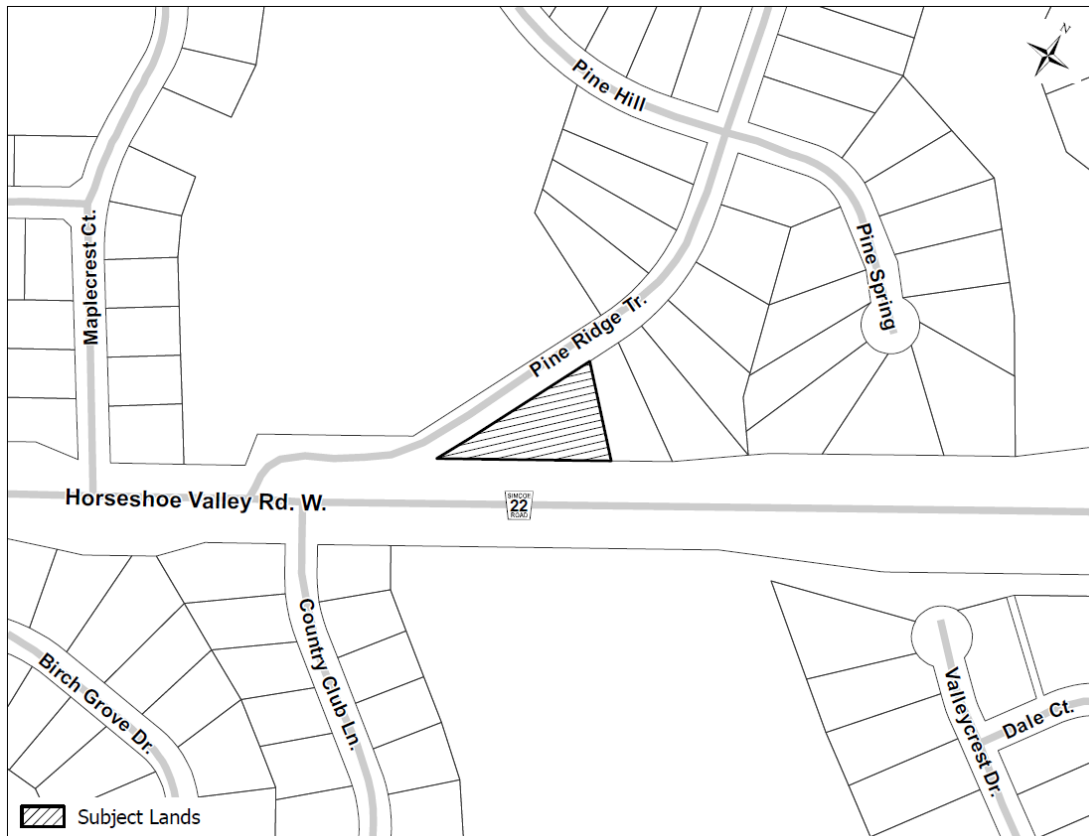 N
Pine Hill
Maplecrest Ct.
Pine Spring
Pine Ridge Tr.
Horseshoe Valley Rd. W.
SIMCOE
22
ROAD
Country Club Ln.
Birch Grove Dr.
Valleycrest Dr.
Dale Ct.
Subject Lands